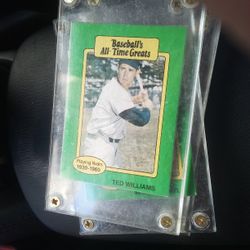 Baseball's
All-Time Greats
Playing Years
1939-1960
TED WILLIAMS